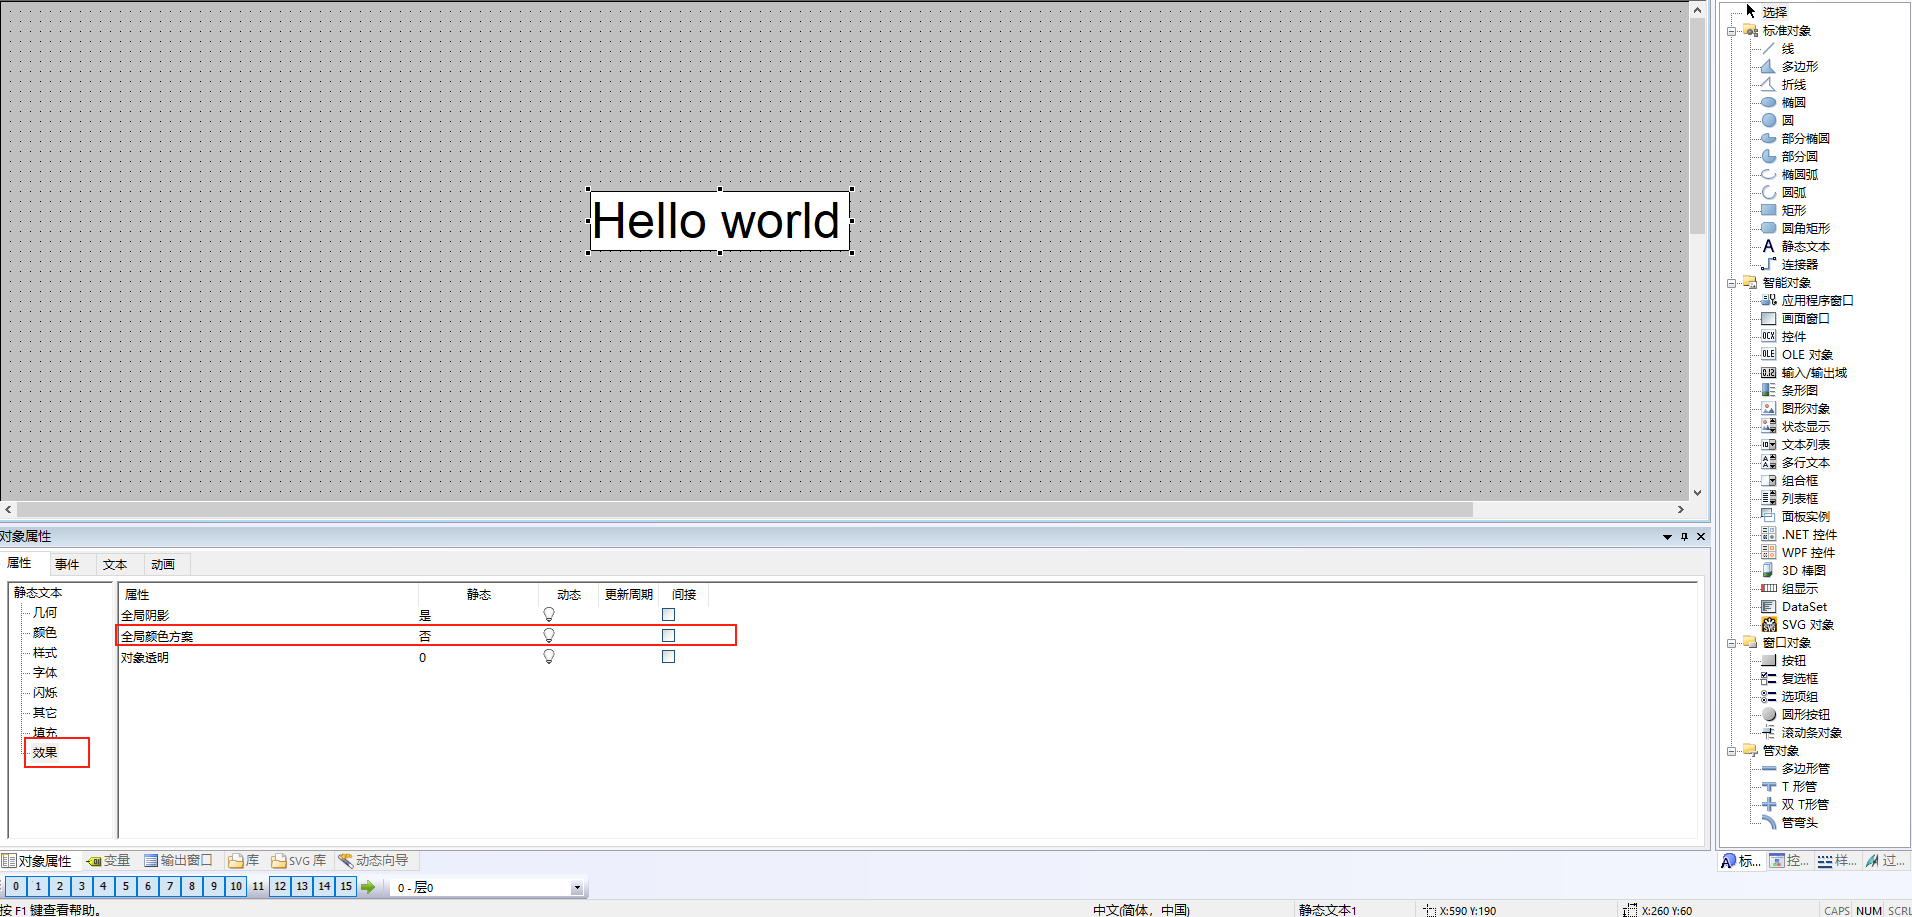 Hello world
选择
标准对象
线
多边形
折线
椭圆
圆
部分椭圆
部分圆
椭圆弧
圆弧
矩形
圆角矩形
A 静态文本
连接器
智能对象
应用程序窗口
画面窗口
OCX 控件
OLE OLE 对象
0.12 输入/输出域
条形图
图形对象
状态显示
文本列表
多行文本
组合框
列表框
面板实例
.NET 控件
WPF 控件
3D 棒图
组显示
DataSet
SVG SVG 对象
窗口对象
按钮
复选框
选项组
圆形按钮
滚动条对象
管对象
多边形管
T 形管
双 T形管
管弯头
标... 控... 样... 过...
对象属性
属性 事件 文本 动画
静态文本
几何
颜色
样式
字体
闪烁
其它
填充
效果
属性 静态 动态 更新周期 间接
全局阴影 是
全局颜色方案 否
对象透明 0
对象属性 变量 输出窗口 库 SVG 库 动态向导
0 1 2 3 4 5 6 7 8 9 10 11 12 13 14 15 0 - 层0
按 F1 键查看帮助。 中文(简体，中国) 静态文本1 X:590 Y:190 X:260 Y:60 CAPS NUM SCRL